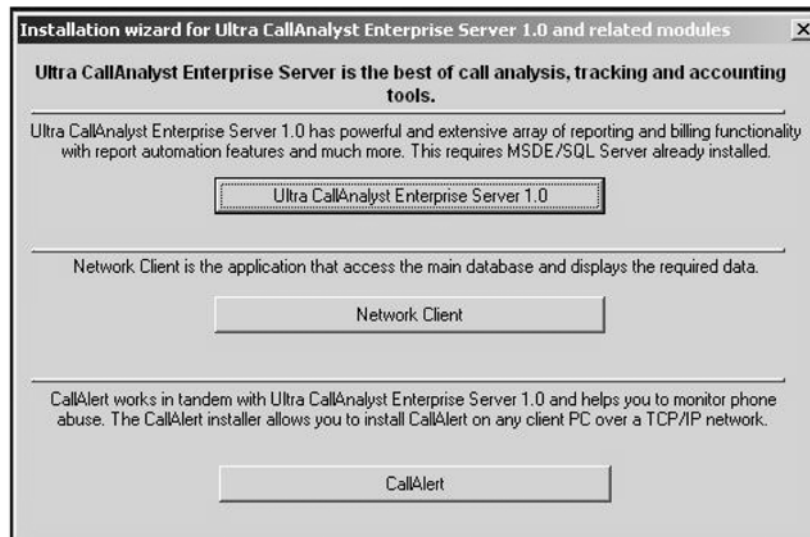 Installation wizard for Ultra CallAnalyst Enterprise Server 1.0 and related modules
Ultra CallAnalyst Enterprise Server is the best of call analysis, tracking and accounting
tools.
Ultra CallAnalyst Enterprise Server 1.0 has powerful and extensive array of reporting and billing functionality
with report automation features and much more. This requires MSDE/SQL Server already installed.
Ultra CallAnalyst Enterprise Server 1.0
Network Client is the application that access the main database and displays the required data.
Network Client
CallAlert works in tandem with Ultra CallAnalyst Enterprise Server 1.0 and helps you to monitor phone
abuse. The CallAlert installer allows you to install CallAlert on any client PC over a TCP/IP network.
CallAlert